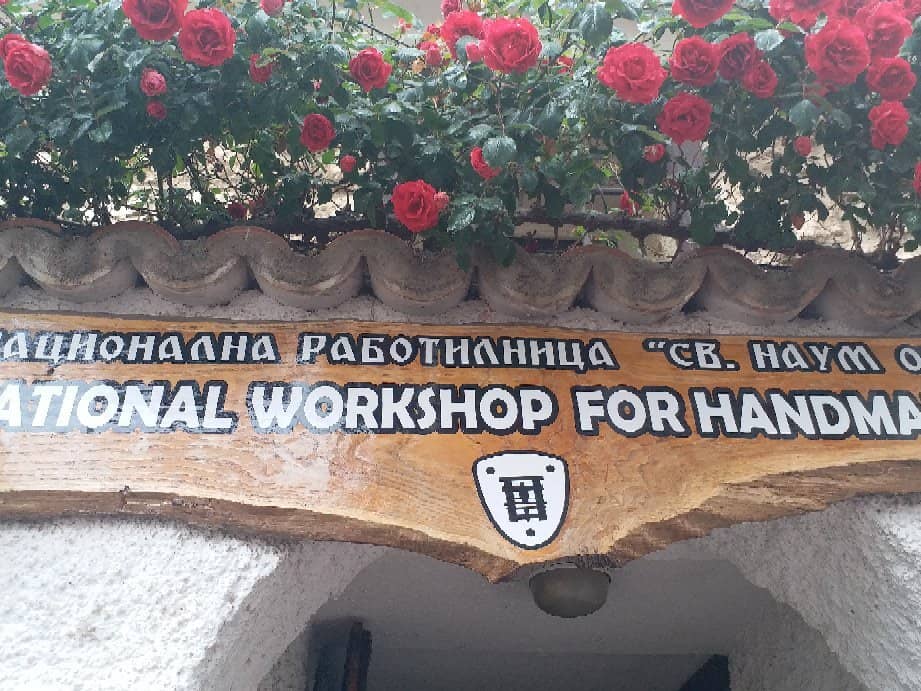 АЦИОНАЛНА РАБОТИЛНИЦА "СВ. НАУМ О
ATIONAL WORKSHOP FOR HANDMA